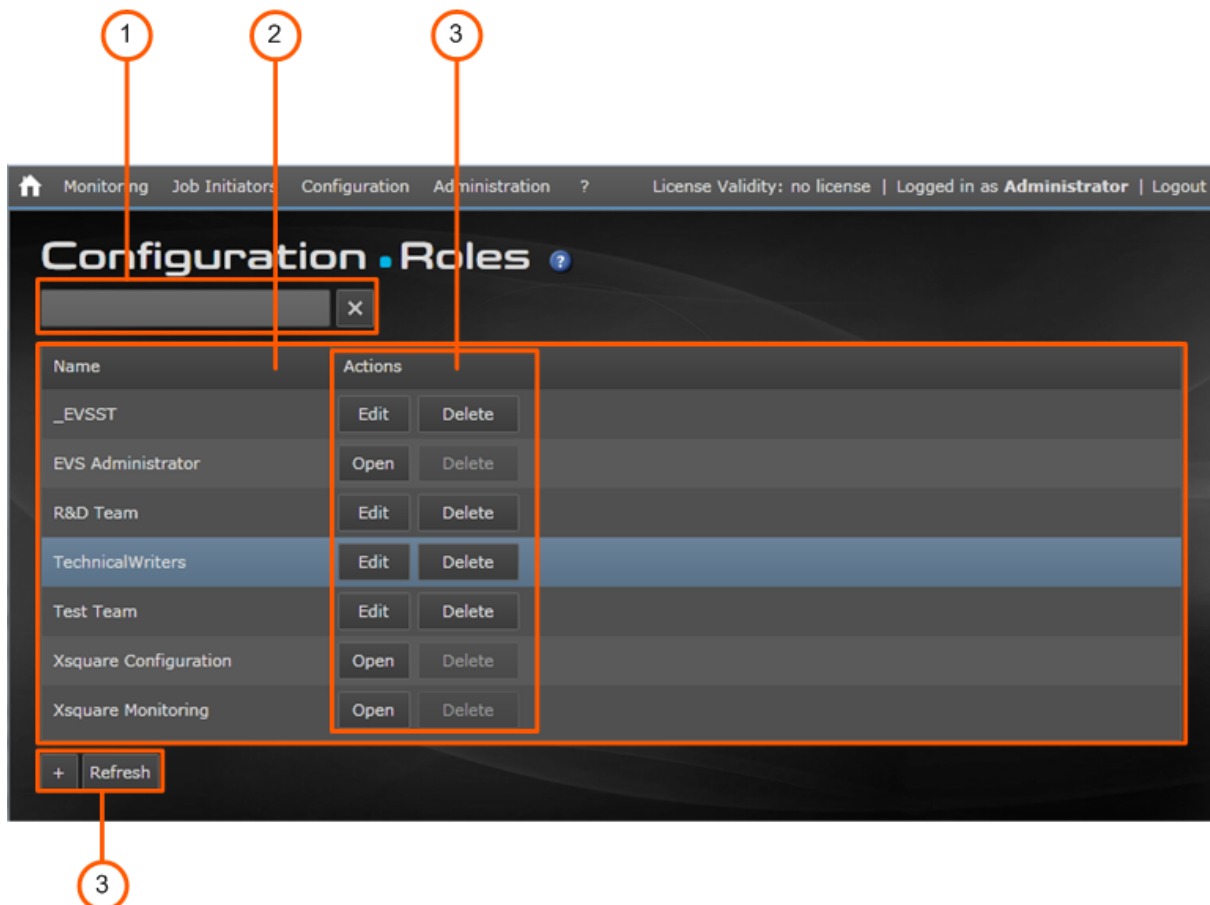 1 2 3
Monitoring Job Initiators Configuration Administration ? License Validity: no license | Logged in as Administrator | Logout
Configuration.Roles ?
×
Name Actions
_EVSST Edit Delete
EVS Administrator Open Delete
R&D Team Edit Delete
TechnicalWriters Edit Delete
Test Team Edit Delete
Xsquare Configuration Open Delete
Xsquare Monitoring Open Delete
+ Refresh
3